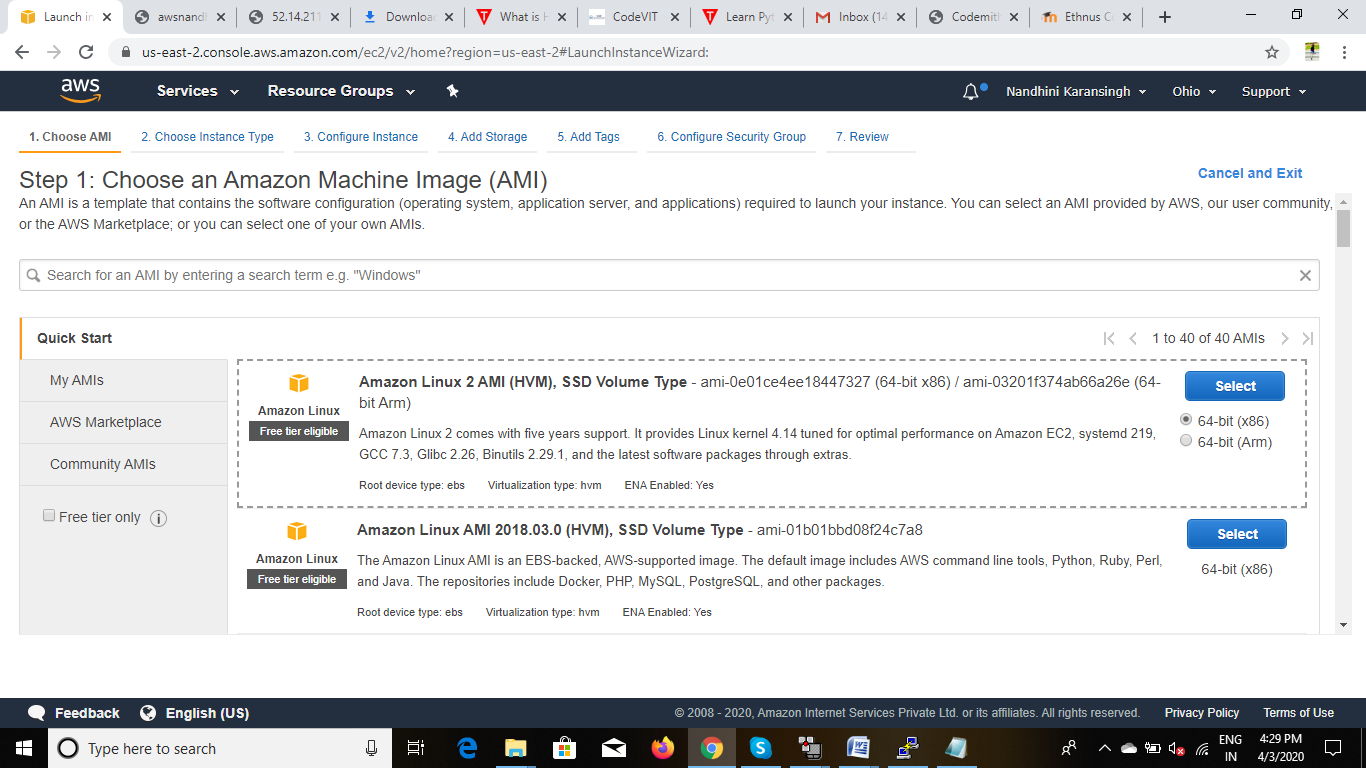 Launch in
awsnand
52.14.211
Download
What is H
CodeVIT
Learn Pyt
Inbox (14
Codemith
Ethnus C
us-east-2.console.aws.amazon.com/ec2/v2/home?region=us-east-2#LaunchInstanceWizard:
aws
Services
Resource Groups
Nandhini Karansingh
Ohio
Support
1. Choose AMI
2. Choose Instance Type
3. Configure Instance
4. Add Storage
5. Add Tags
6. Configure Security Group
7. Review
Step 1: Choose an Amazon Machine Image (AMI)
Cancel and Exit
An AMI is a template that contains the software configuration (operating system, application server, and applications) required to launch your instance. You can select an AMI provided by AWS, our user community,
or the AWS Marketplace; or you can select one of your own AMIs.
Search for an AMI by entering a search term e.g. "Windows"
Quick Start
1 to 40 of 40 AMIs
My AMIs
AWS Marketplace
Community AMIs
Free tier only
Amazon Linux
Free tier eligible
Amazon Linux 2 AMI (HVM), SSD Volume Type - ami-0e01ce4ee18447327 (64-bit x86) / ami-03201f374ab66a26e (64-
bit Arm)
Amazon Linux 2 comes with five years support. It provides Linux kernel 4.14 tuned for optimal performance on Amazon EC2, systemd 219,
GCC 7.3, Glibc 2.26, Binutils 2.29.1, and the latest software packages through extras.
Root device type: ebs Virtualization type: hvm ENA Enabled: Yes
Select
64-bit (x86)
64-bit (Arm)
Amazon Linux
Free tier eligible
Amazon Linux AMI 2018.03.0 (HVM), SSD Volume Type - ami-01b01bbd08f24c7a8
The Amazon Linux AMI is an EBS-backed, AWS-supported image. The default image includes AWS command line tools, Python, Ruby, Perl,
and Java. The repositories include Docker, PHP, MySQL, PostgreSQL, and other packages.
Root device type: ebs Virtualization type: hvm ENA Enabled: Yes
Select
64-bit (x86)
Feedback
English (US)
© 2008 - 2020, Amazon Internet Services Private Ltd. or its affiliates. All rights reserved.
Privacy Policy
Terms of Use
Type here to search
ENG
IN
4:29 PM
4/3/2020